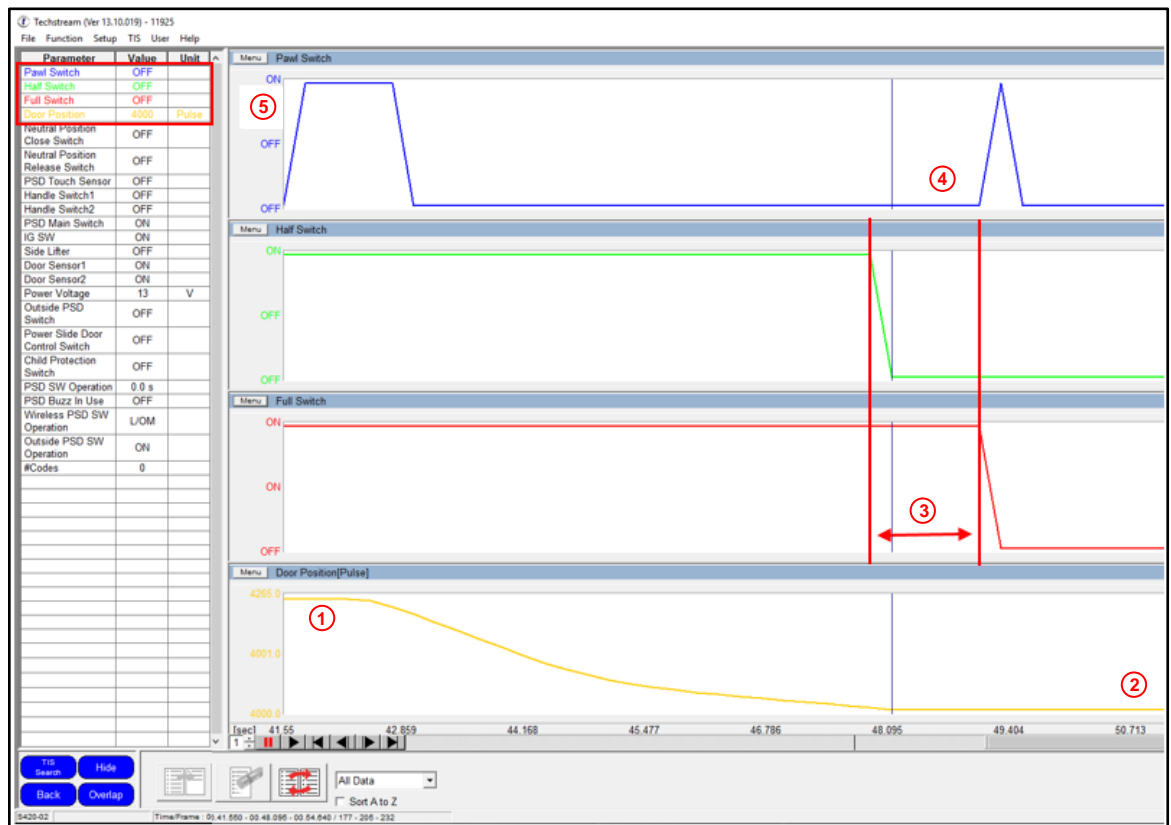 Techstream (Ver 13.10.019) - 11925
File Function Setup TIS User Help
Parameter Value Unit
Pawl Switch OFF
Half Switch OFF
Full Switch OFF
Door Position 4000 Pulse
Neutral Position
Close Switch OFF
Neutral Position
Release Switch OFF
PSD Touch Sensor OFF
Handle Switch1 OFF
Handle Switch2 OFF
PSD Main Switch ON
IG SW ON
Side Lifter OFF
Door Sensor1 ON
Door Sensor2 ON
Power Voltage 13 V
Outside PSD
Switch OFF
Power Slide Door
Control Switch OFF
Child Protection
Switch OFF
PSD SW Operation 0.0 s
PSD Buzz In Use OFF
Wireless PSD SW
Operation L/OM
Outside PSD SW
Operation ON
#Codes 0
Menu Pawl Switch
ON
5
OFF
4
OFF
Menu Half Switch
ON
OFF
OFF
Menu Full Switch
ON
ON
3
OFF
Menu Door Position[Pulse]
4265.0
1
4001.0
2
4000.0
[sec] 41.55 42.859 44.168 45.477 46.786 48.095 49.404 50.713
1
TIS
Search
Hide
Back
Overlap
All Data
Sort A to Z
S420-02 Time/Frame : 00.41.550 - 00.48.095 - 00.54.640 / 177 - 205 - 232